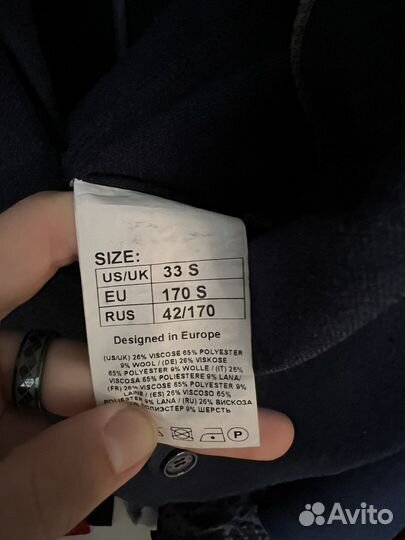 SIZE:
US/UK 33 S
EU 170 S
RUS 42/170
Designed in Europe
(US/UK) 26% VISCOSE 65% POLYESTER
9% WOOL / (DE) 26% VISKOSE
65% POLYESTER 9% WOLLE / (IT) 26%
VISCOSA 65% POLIESTERE 9% LANA/
(FR) 26% VISCOSE 65% POLYESTER 9%
LAINE / (ES) 26% VISCOSO 65%
9% LANA / (RU) 26% ВИСКОЗА
9% ШЕРСТЬ
P
Avito